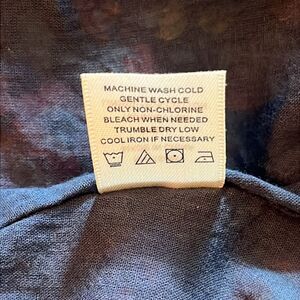 MACHINE WASH COLD
GENTLE CYCLE
ONLY NON-CHLORINE
BLEACH WHEN NEEDED
TRUMBLE DRY LOW
COOL IRON IF NECESSARY